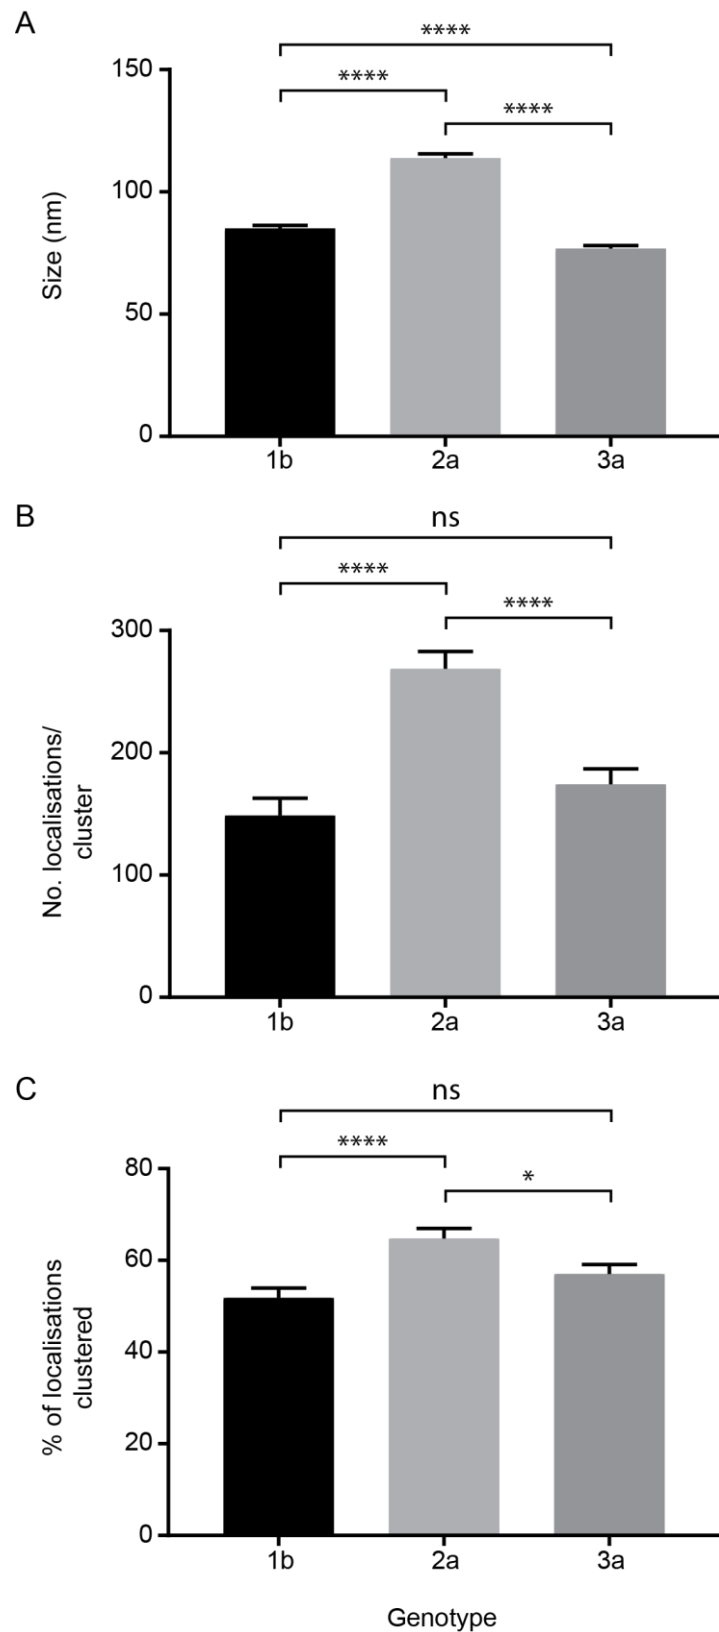 A
****
****
****
150
100
50
0
Size (nm)
1b 2a 3a
B
ns
****
****
300
200
100
0
No. localisations/
cluster
1b 2a 3a
C
ns
****
*
80
60
40
20
0
% of localisations
clustered
1b 2a 3a
Genotype